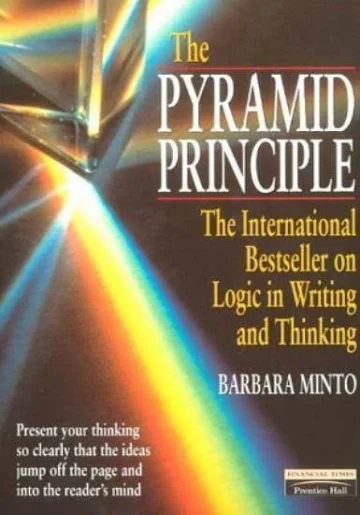 The
PYRAMID
PRINCIPLE
The International
Bestseller on
Logic in Writing
and Thinking
BARBARA MINTO
Present your thinking
so clearly that the ideas
jump off the page and
into the reader's mind
FINANCIAL TIMES
Prentice Hall